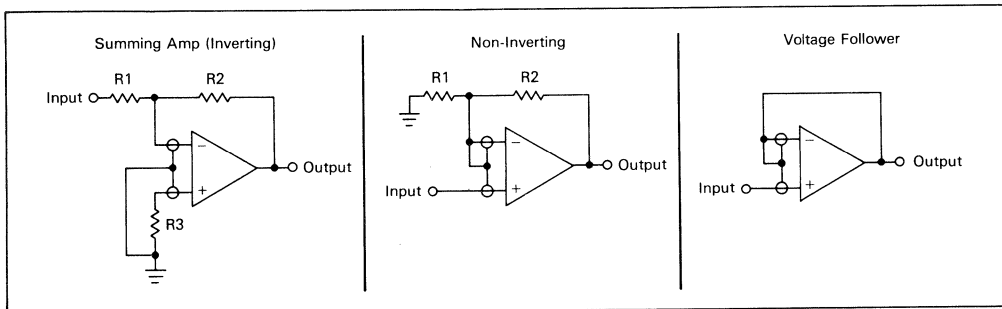 Summing Amp (Inverting)
R1
R2
Input
−
+
Output
R3
Non-Inverting
R1
R2
−
+
Input
Output
Voltage Follower
−
+
Input
Output